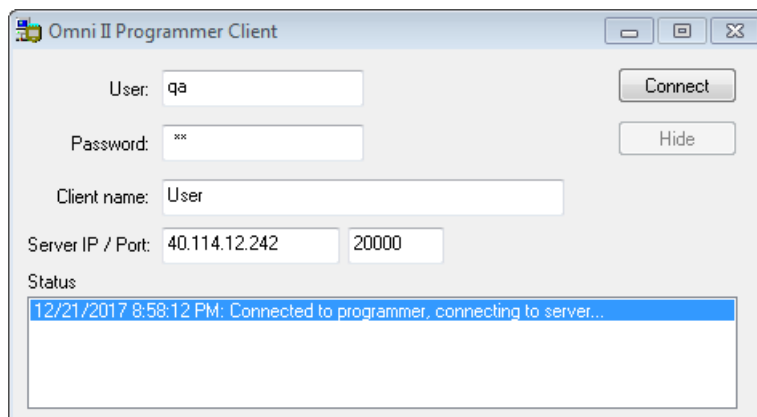 Omni II Programmer Client
User: qa
Connect
Password: **
Hide
Client name: User
Server IP / Port: 40.114.12.242 20000
Status
12/21/2017 8:58:12 PM: Connected to programmer, connecting to server...